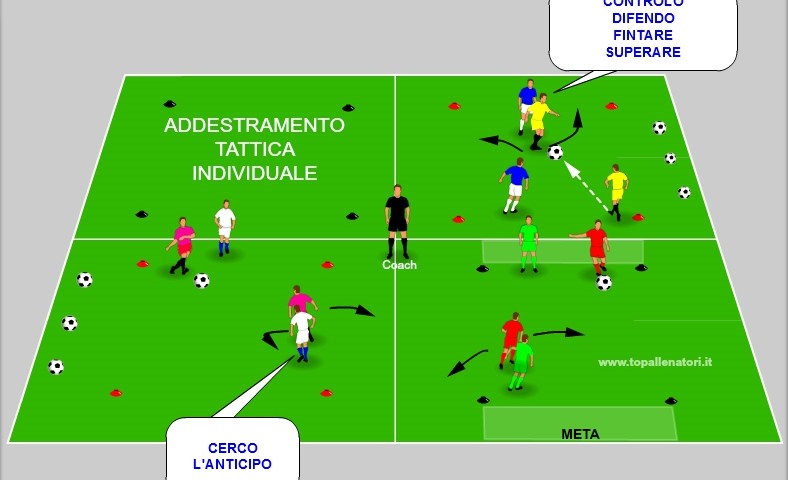 CONTROLO
DIFENDO
FINTARE
SUPERARE
ADDESTRAMENTO
TATTICA
INDIVIDUALE
Coach
www.topallenatori.it
META
CERCO
L'ANTICIPO